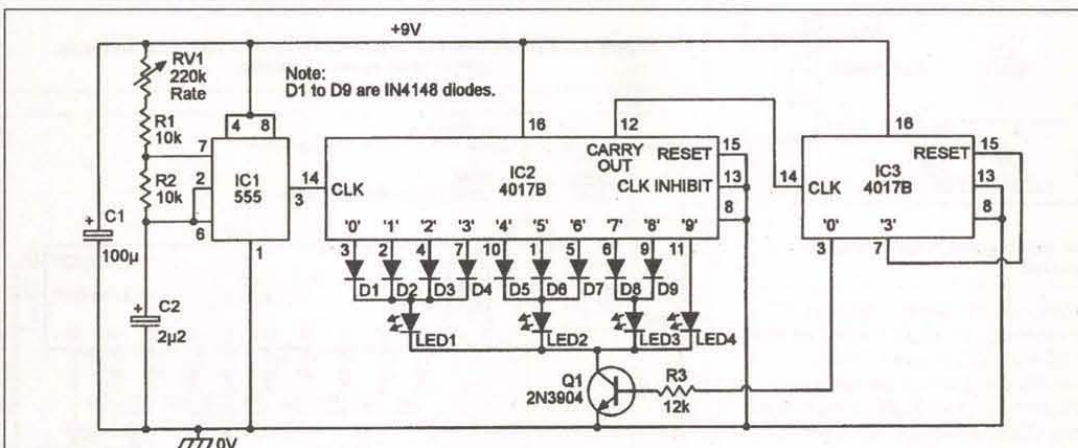 +9V
RV1
220k
Rate
Note:
D1 to D9 are IN4148 diodes.
R1
10k
R2
10k
C1
100µ
+
C2
2µ2
+
4 8
7
2
6
IC1
555
3
1
14 CLK
16
12
CARRY
OUT
IC2
4017B
RESET 15
CLK INHIBIT 13
8
'0' '1' '2' '3' '4' '5' '6' '7' '8' '9'
3 2 4 7 10 1 5 6 9 11
D1 D2 D3 D4 D5 D6 D7 D8 D9
LED1 LED2 LED3 LED4
14 CLK
16
RESET 15
IC3
4017B
13
8
'0' '3'
3 7
Q1
2N3904
R3
12k
0V